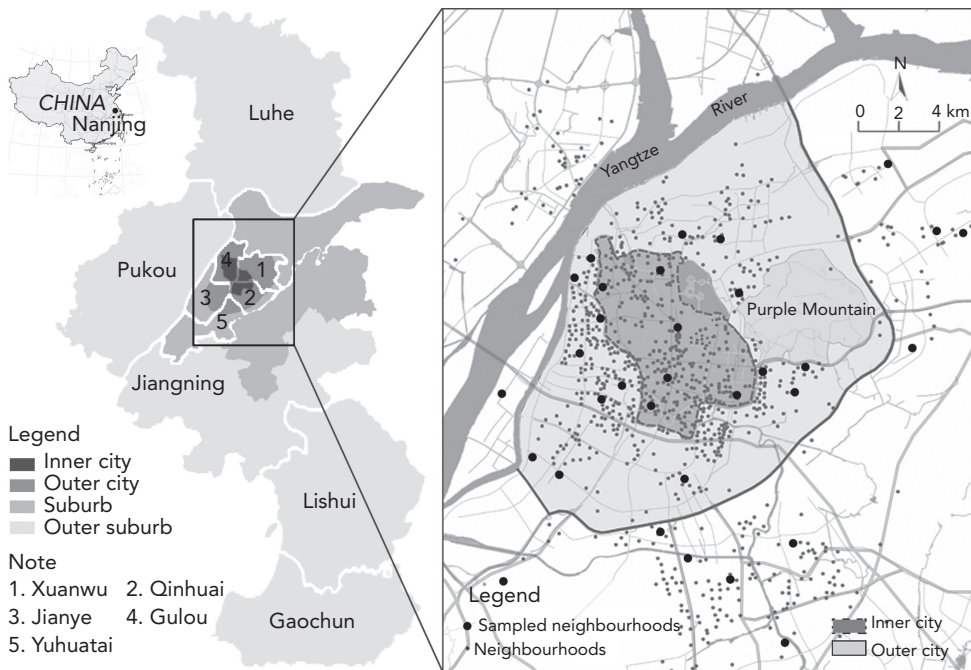 CHINA
Nanjing
Luhe
Pukou
4
1
3
2
5
Jiangning
Lishui
Gaochun
Legend
Inner city
Outer city
Suburb
Outer suburb
Note
1. Xuanwu 2. Qinhuai
3. Jianye 4. Gulou
5. Yuhuatai
N
0 2 4 km
Yangtze River
Purple Mountain
Legend
Sampled neighbourhoods
Neighbourhoods
Inner city
Outer city